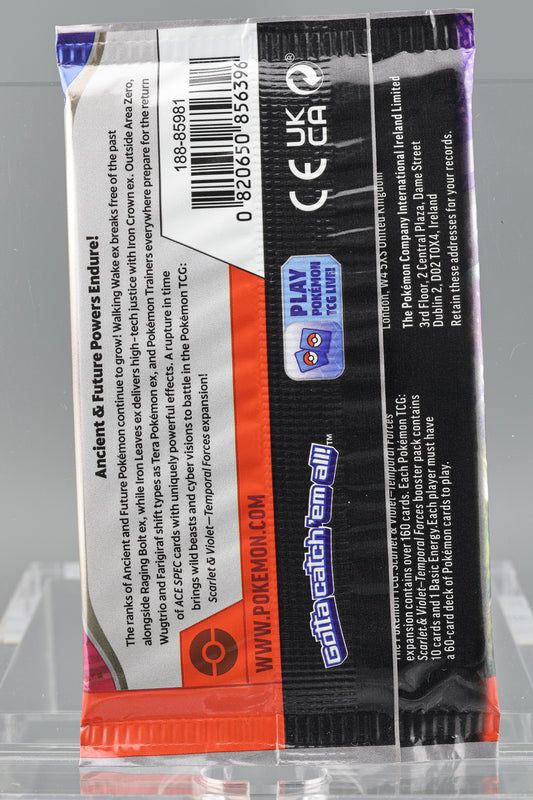 Ancient & Future Powers Endure!
The ranks of Ancient and Future Pokémon continue to grow! Walking Wake ex breaks free of the past
alongside Raging Bolt ex, while Iron Leaves ex delivers high-tech justice with Iron Crown ex. Outside Area Zero,
Wugtrio and Farigiraf shift types as Tera Pokémon ex, and Pokémon Trainers everywhere prepare for the return
of ACE SPEC cards with uniquely powerful effects. A rupture in time
brings wild beasts and cyber visions to battle in the Pokémon TCG:
Scarlet & Violet—Temporal Forces expansion!
188-85981
0 820650 856396
WWW.POKEMON.COM
Gotta catch 'em all!™
PLAY
POKÉMON
TCG LIVE!
CE UK
CA
®
The Pokémon TCG: Scarlet & Violet—Temporal Forces
expansion contains over 160 cards. Each Pokémon TCG:
Scarlet & Violet—Temporal Forces booster pack contains
10 cards and 1 Basic Energy. Each player must have
a 60-card deck of Pokémon cards to play.
London, W4 5XS United Kingdom
The Pokémon Company International Ireland Limited
3rd Floor, 2 Central Plaza, Dame Street
Dublin 2, D02 T0X4, Ireland
Retain these addresses for your records.